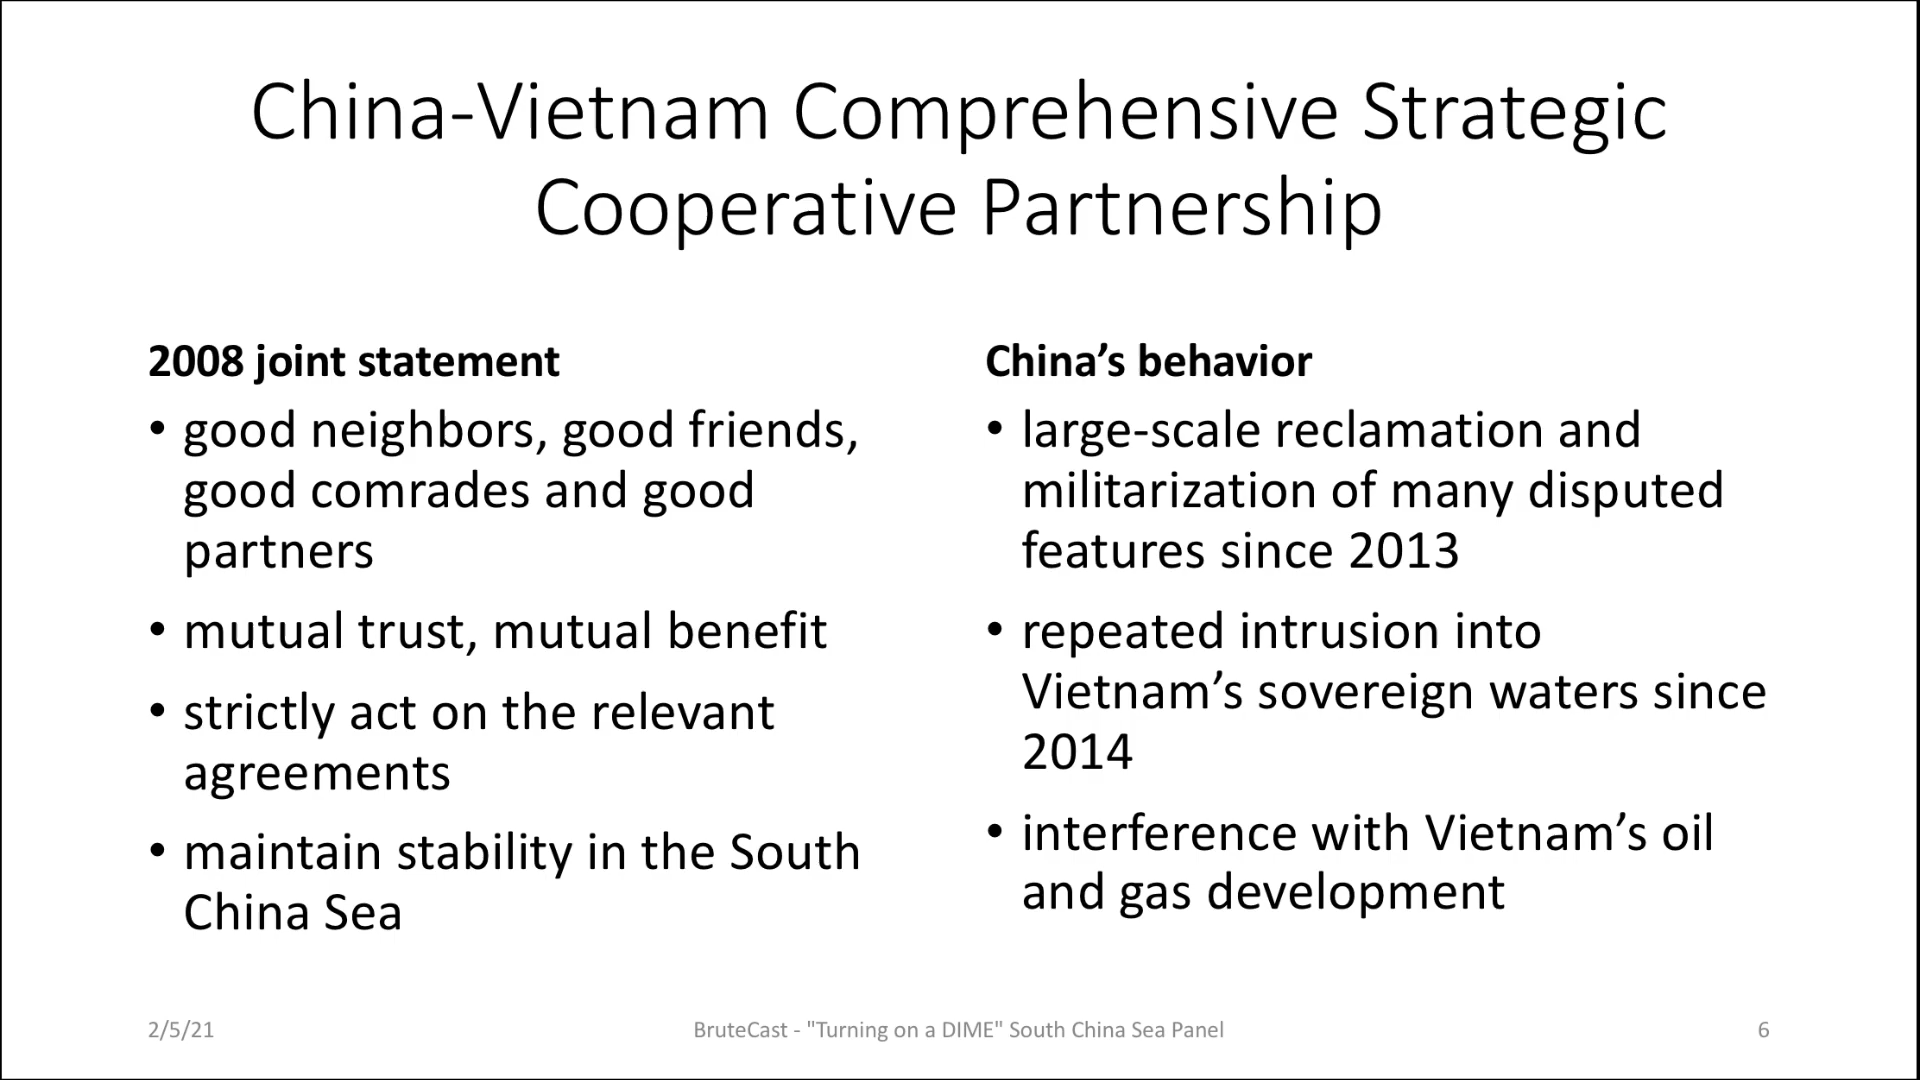 China-Vietnam Comprehensive Strategic
Cooperative Partnership
2008 joint statement
• good neighbors, good friends,
good comrades and good
partners
• mutual trust, mutual benefit
• strictly act on the relevant
agreements
• maintain stability in the South
China Sea
China’s behavior
• large-scale reclamation and
militarization of many disputed
features since 2013
• repeated intrusion into
Vietnam’s sovereign waters since
2014
• interference with Vietnam’s oil
and gas development
2/5/21
BruteCast - "Turning on a DIME" South China Sea Panel
6